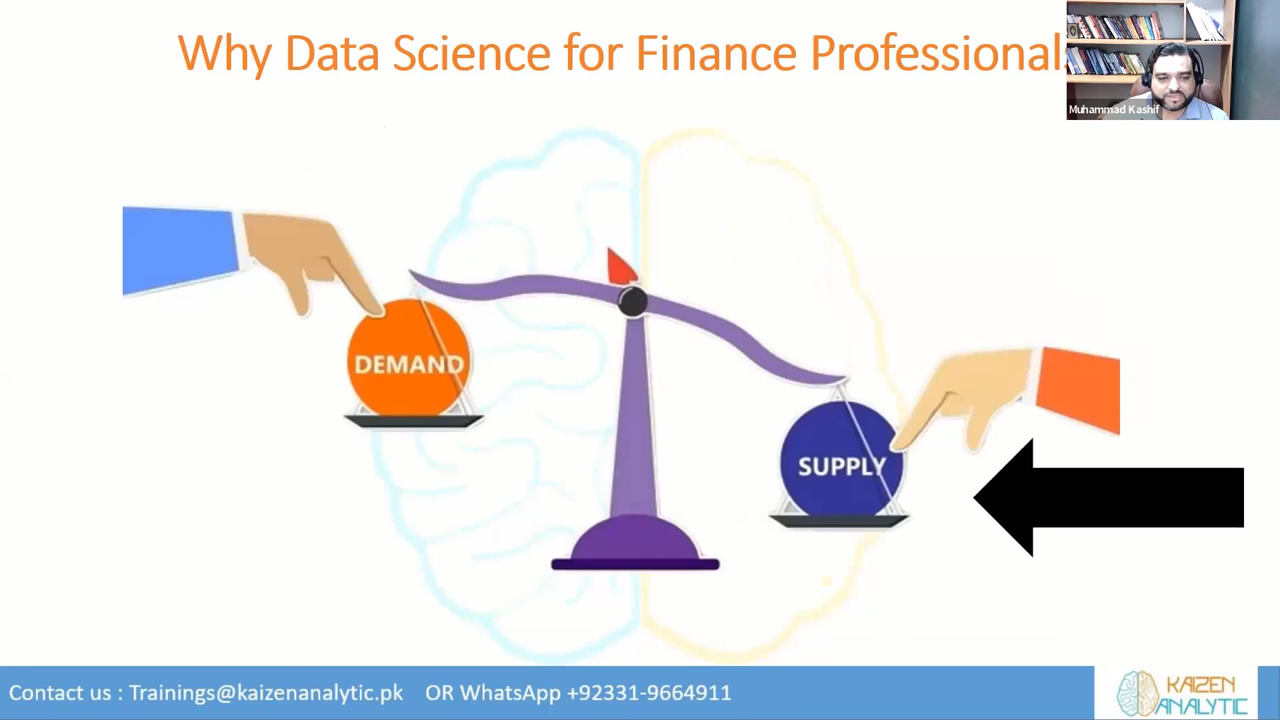 Why Data Science for Finance Professional
Muhammad Kashif
DEMAND
SUPPLY
Contact us : Trainings@kaizenanalytic.pk OR WhatsApp +92331-9664911
KAIZEN
ANALYTIC